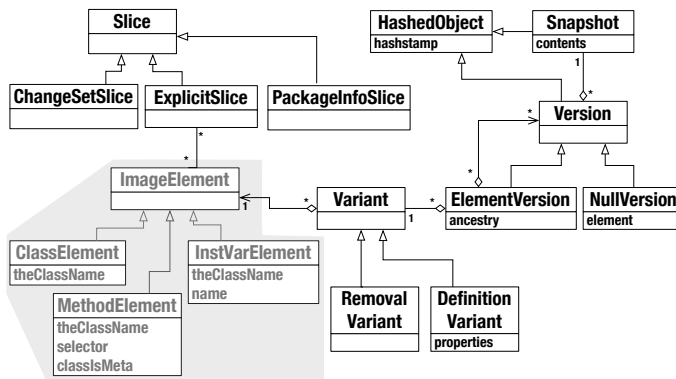 Slice
HashedObject
hashstamp
Snapshot
contents
1
*
ChangeSetSlice
ExplicitSlice
PackageInfoSlice
*
*
Version
*
*
ImageElement
1
*
Variant
1
*
ElementVersion
ancestry
NullVersion
element
ClassElement
theClassName
InstVarElement
theClassName
name
MethodElement
theClassName
selector
classIsMeta
Removal
Variant
Definition
Variant
properties